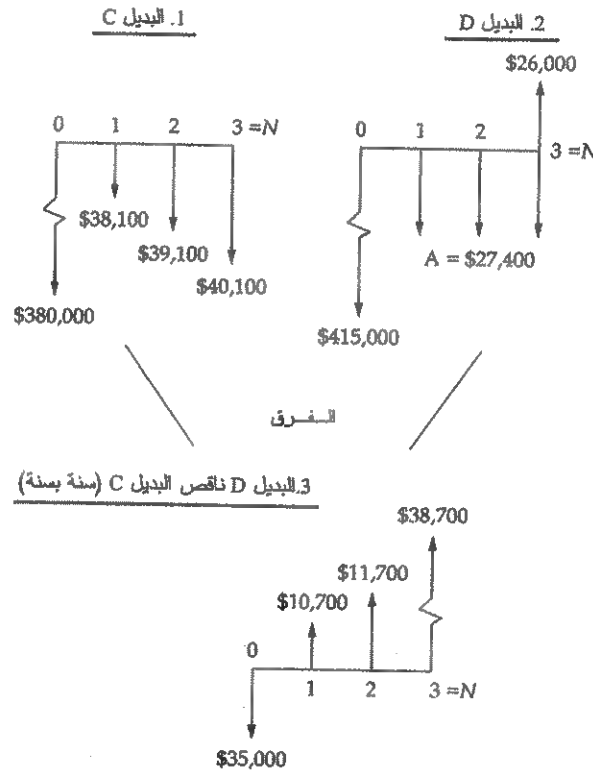 1. البديل C
2. البديل D
$26,000
0 1 2 3 =N
0 1 2 3 =N
$38,100
$39,100
$40,100
$380,000
A = $27,400
$415,000
الـفـرق
3.البديل D ناقص البديل C (سنة بسنة)
$38,700
$11,700
$10,700
0
1 2 3 =N
$35,000